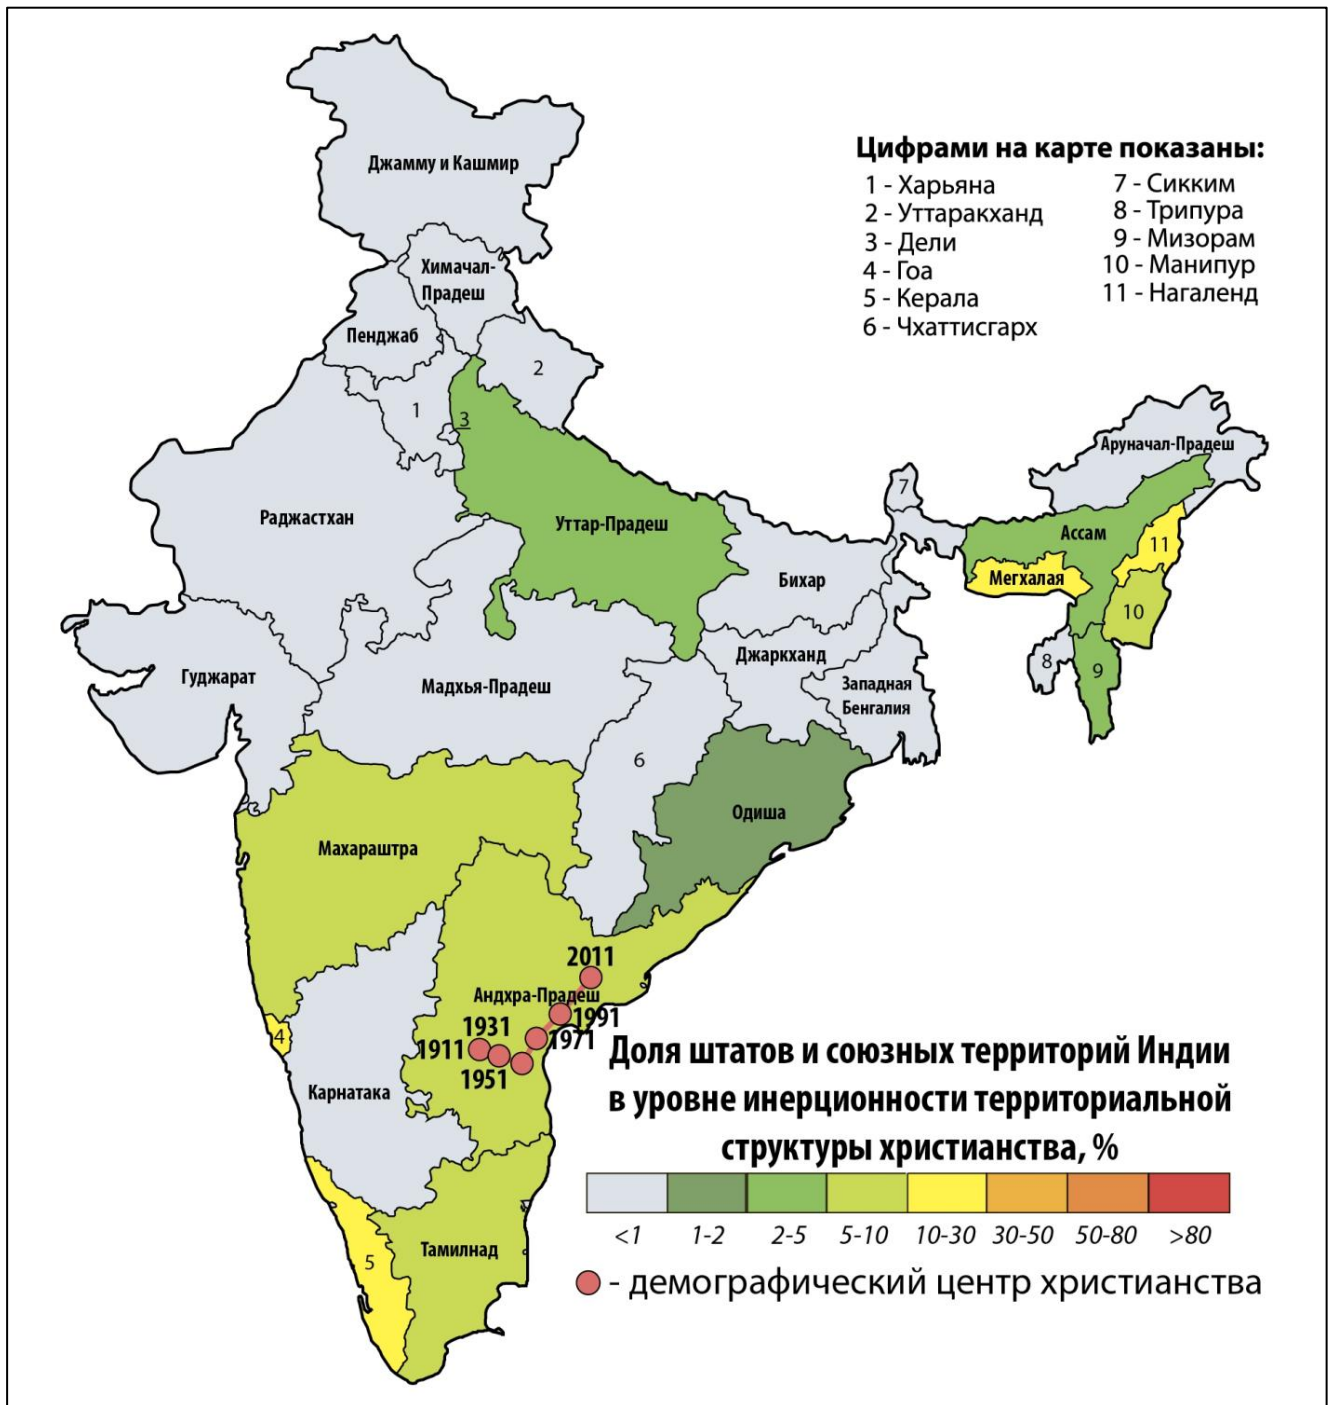 Джамму и Кашмир
Цифрами на карте показаны:
1 - Харьяна
2 - Уттаракханд
3 - Дели
4 - Гоа
5 - Керала
6 - Чхаттисгарх
7 - Сикким
8 - Трипура
9 - Мизорам
10 - Манипур
11 - Нагаленд
Химачал-
Прадеш
Пенджаб
2
1
3
Аруначал-Прадеш
7
Раджастхан
Уттар-Прадеш
Ассам
11
Бихар
Мегхалая
10
Джаркханд
8
9
Гуджарат
Мадхья-Прадеш
Западная
Бенгалия
6
Одиша
Махараштра
2011
Андхра-Прадеш
1991
1931
1971
1911
1951
4
Карнатака
Тамилнад
5
Доля штатов и союзных территорий Индии
в уровне инерционности территориальной
структуры христианства, %
<1 1-2 2-5 5-10 10-30 30-50 50-80 >80
- демографический центр христианства